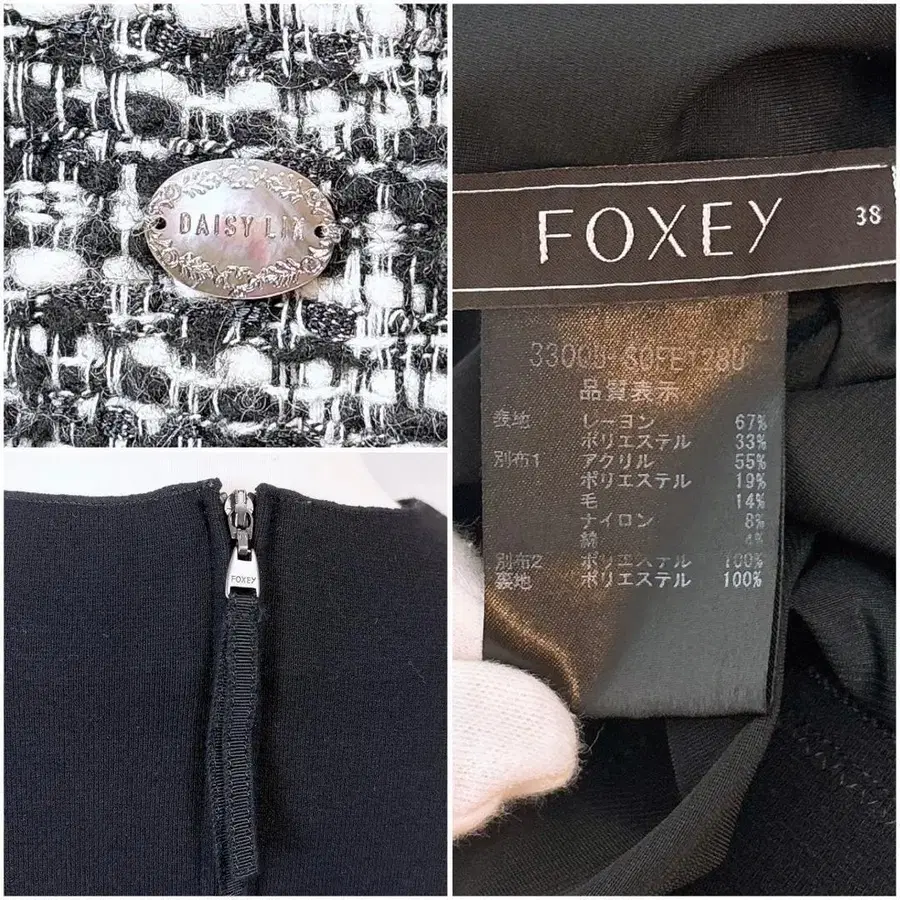 DAISY LIN
FOXEY
38
品質表示
表地 レーヨン 67%
ポリエステル 33%
別布1 アクリル 55%
ポリエステル 19%
毛 14%
ナイロン 8%
綿 4%
別布2 ポリエステル 100%
裏地 ポリエステル 100%
FOXEY